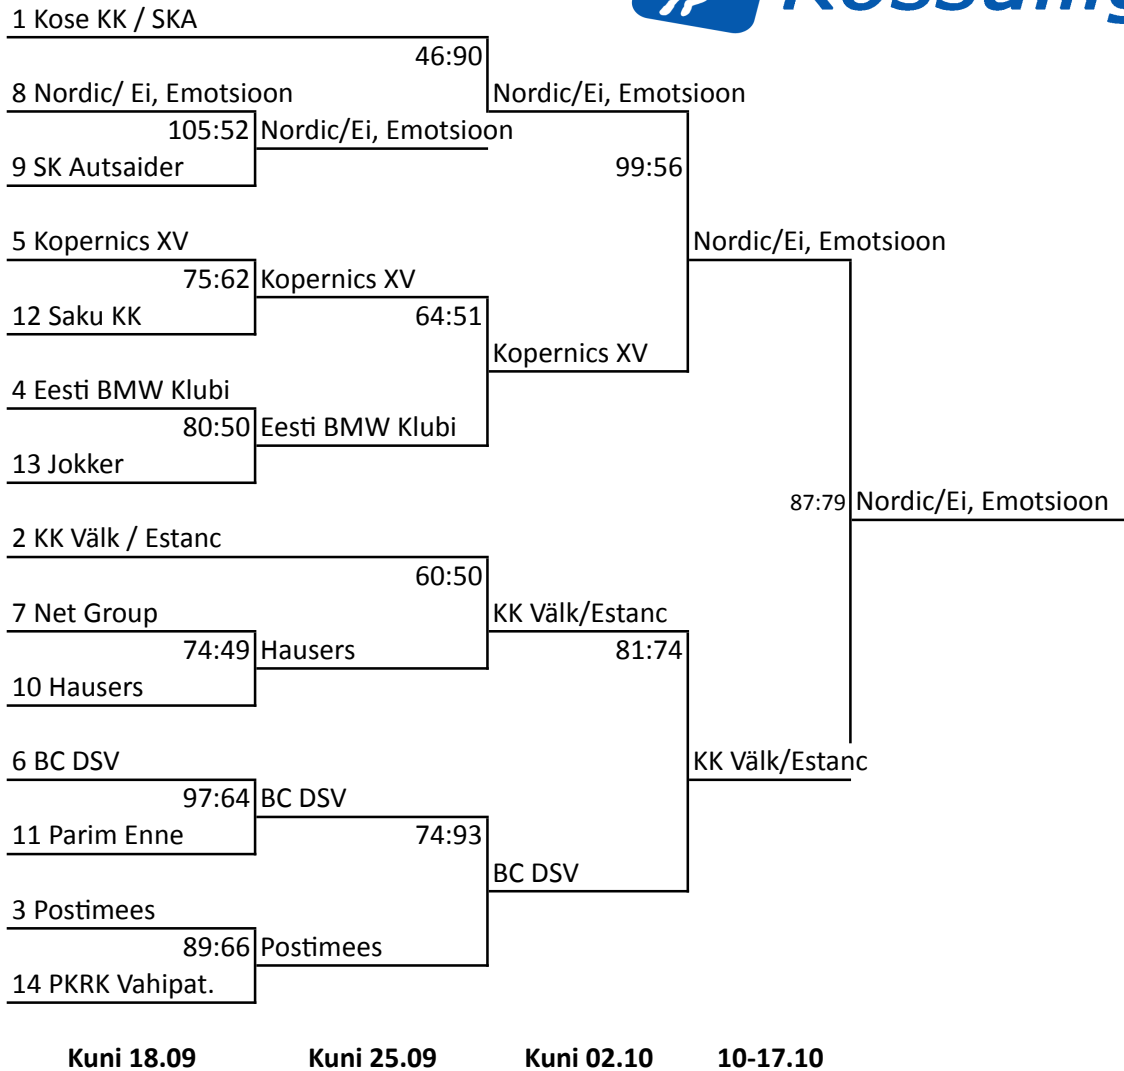 Kossuliig
1 Kose KK / SKA
46:90
8 Nordic/ Ei, Emotsioon
Nordic/Ei, Emotsioon
105:52
Nordic/Ei, Emotsioon
9 SK Autsaider
99:56
5 Kopernics XV
Nordic/Ei, Emotsioon
75:62
Kopernics XV
12 Saku KK
64:51
Kopernics XV
4 Eesti BMW Klubi
80:50
Eesti BMW Klubi
13 Jokker
87:79
Nordic/Ei, Emotsioon
2 KK Välk / Estanc
60:50
7 Net Group
KK Välk/Estanc
74:49
Hausers
81:74
10 Hausers
6 BC DSV
KK Välk/Estanc
97:64
BC DSV
11 Parim Enne
74:93
BC DSV
3 Postimees
89:66
Postimees
14 PKRK Vahipat.
Kuni 18.09
Kuni 25.09
Kuni 02.10
10-17.10